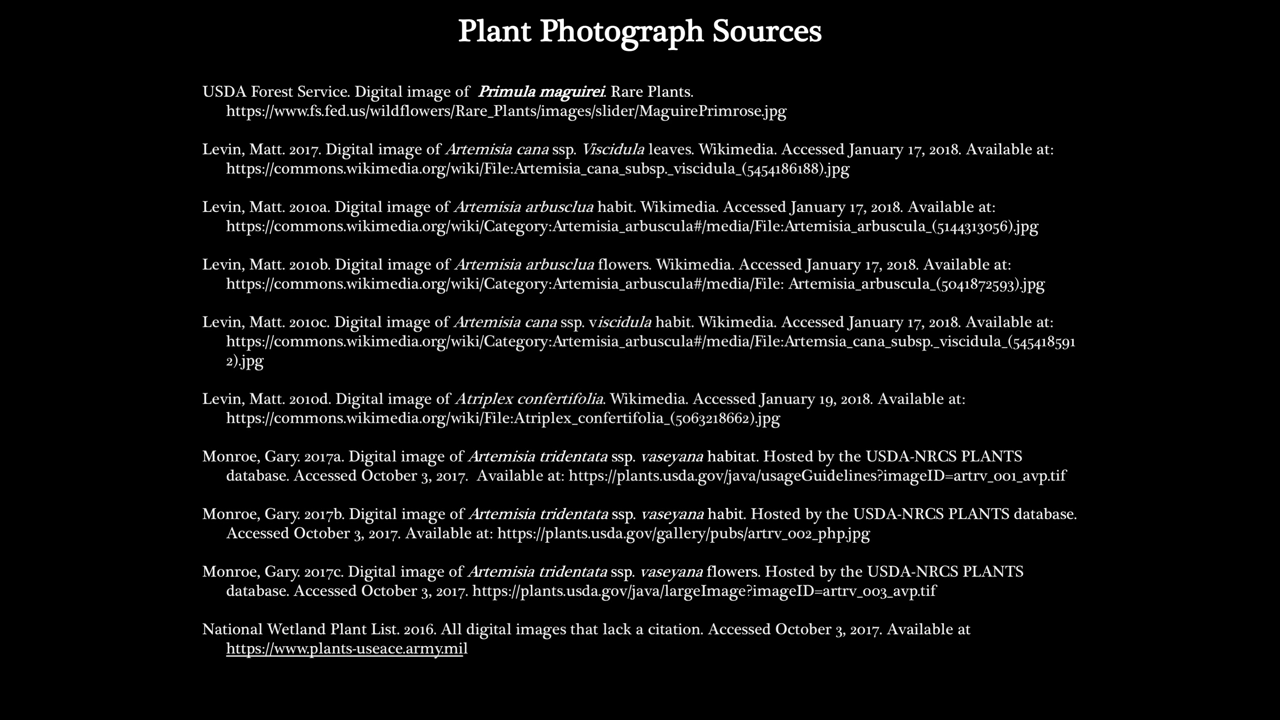 Plant Photograph Sources
USDA Forest Service. Digital image of Primula maguirei. Rare Plants.
https://www.fs.fed.us/wildflowers/Rare_Plants/images/slider/MaguirePrimrose.jpg
Levin, Matt. 2017. Digital image of Artemisia cana ssp. Viscidula leaves. Wikimedia. Accessed January 17, 2018. Available at:
https://commons.wikimedia.org/wiki/File:Artemisia_cana_subsp._viscidula_(5454186188).jpg
Levin, Matt. 2010a. Digital image of Artemisia arbusclua habit. Wikimedia. Accessed January 17, 2018. Available at:
https://commons.wikimedia.org/wiki/Category:Artemisia_arbuscula#/media/File:Artemisia_arbuscula_(5144313056).jpg
Levin, Matt. 2010b. Digital image of Artemisia arbusclua flowers. Wikimedia. Accessed January 17, 2018. Available at:
https://commons.wikimedia.org/wiki/Category:Artemisia_arbuscula#/media/File: Artemisia_arbuscula_(5041872593).jpg
Levin, Matt. 2010c. Digital image of Artemisia cana ssp. viscidula habit. Wikimedia. Accessed January 17, 2018. Available at:
https://commons.wikimedia.org/wiki/Category:Artemisia_arbuscula#/media/File:Artemsia_cana_subsp._viscidula_(545418591
2).jpg
Levin, Matt. 2010d. Digital image of Atriplex confertifolia. Wikimedia. Accessed January 19, 2018. Available at:
https://commons.wikimedia.org/wiki/File:Atriplex_confertifolia_(5063218662).jpg
Monroe, Gary. 2017a. Digital image of Artemisia tridentata ssp. vaseyana habitat. Hosted by the USDA-NRCS PLANTS
database. Accessed October 3, 2017. Available at: https://plants.usda.gov/java/usageGuidelines?imageID=artrv_001_avp.tif
Monroe, Gary. 2017b. Digital image of Artemisia tridentata ssp. vaseyana habit. Hosted by the USDA-NRCS PLANTS database.
Accessed October 3, 2017. Available at: https://plants.usda.gov/gallery/pubs/artrv_002_php.jpg
Monroe, Gary. 2017c. Digital image of Artemisia tridentata ssp. vaseyana flowers. Hosted by the USDA-NRCS PLANTS
database. Accessed October 3, 2017. https://plants.usda.gov/java/largeImage?imageID=artrv_003_avp.tif
National Wetland Plant List. 2016. All digital images that lack a citation. Accessed October 3, 2017. Available at
https://www.plants-useace.army.mil